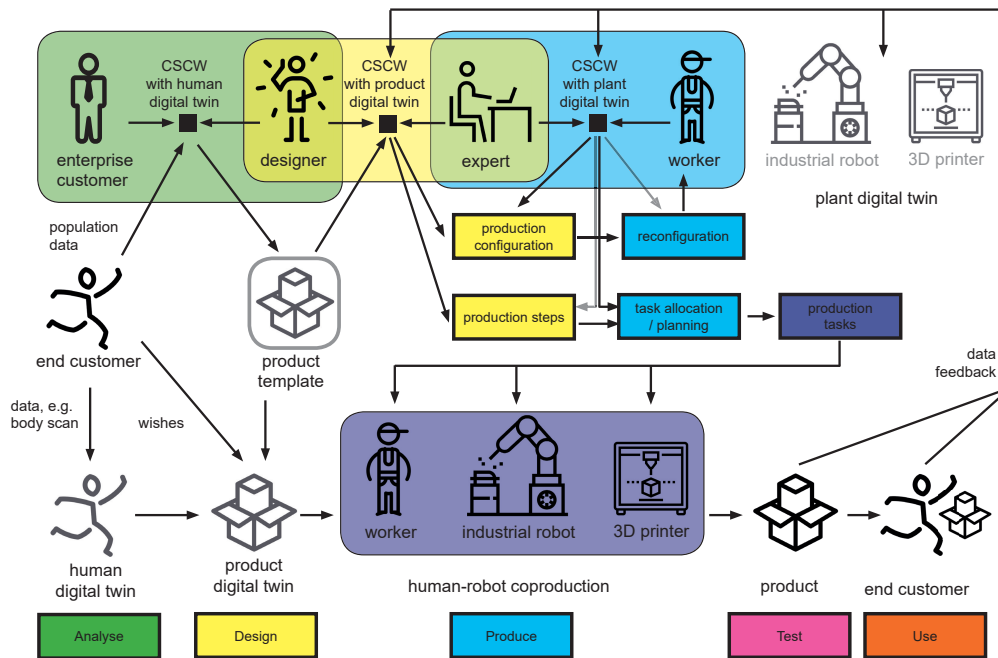 CSCW
with human
digital twin
CSCW
with product
digital twin
CSCW
with plant
digital twin
enterprise
customer
designer
expert
worker
industrial robot
3D printer
plant digital twin
population
data
production
configuration
reconfiguration
production steps
task allocation
/ planning
production
tasks
end customer
product
template
data
feedback
data, e.g.
body scan
wishes
worker
industrial robot
3D printer
human
digital twin
product
digital twin
human-robot coproduction
product
end customer
Analyse
Design
Produce
Test
Use